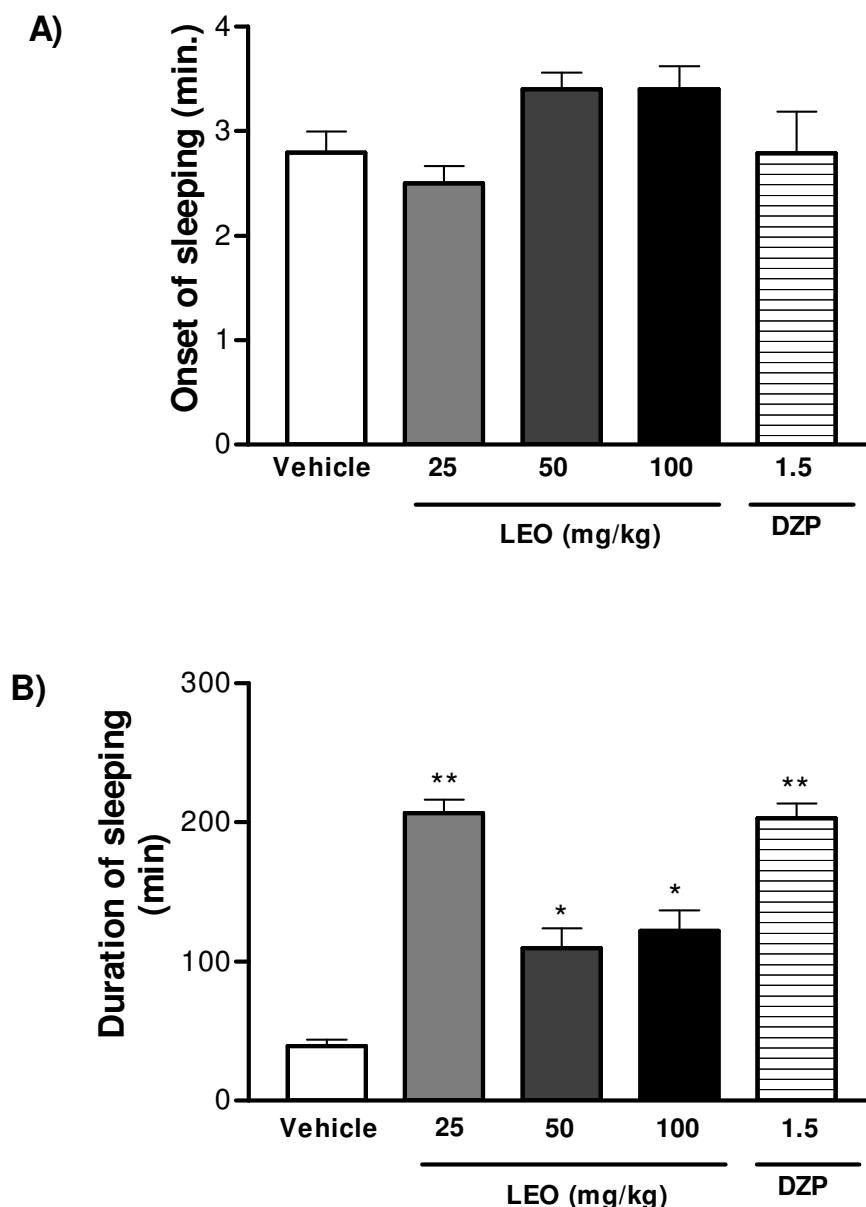 A)
Onset of sleeping (min.)
4
3
2
1
0
Vehicle 25 50 100 1.5
LEO (mg/kg) DZP
B)
Duration of sleeping
(min)
300
200
100
0
** * * **
Vehicle 25 50 100 1.5
LEO (mg/kg) DZP